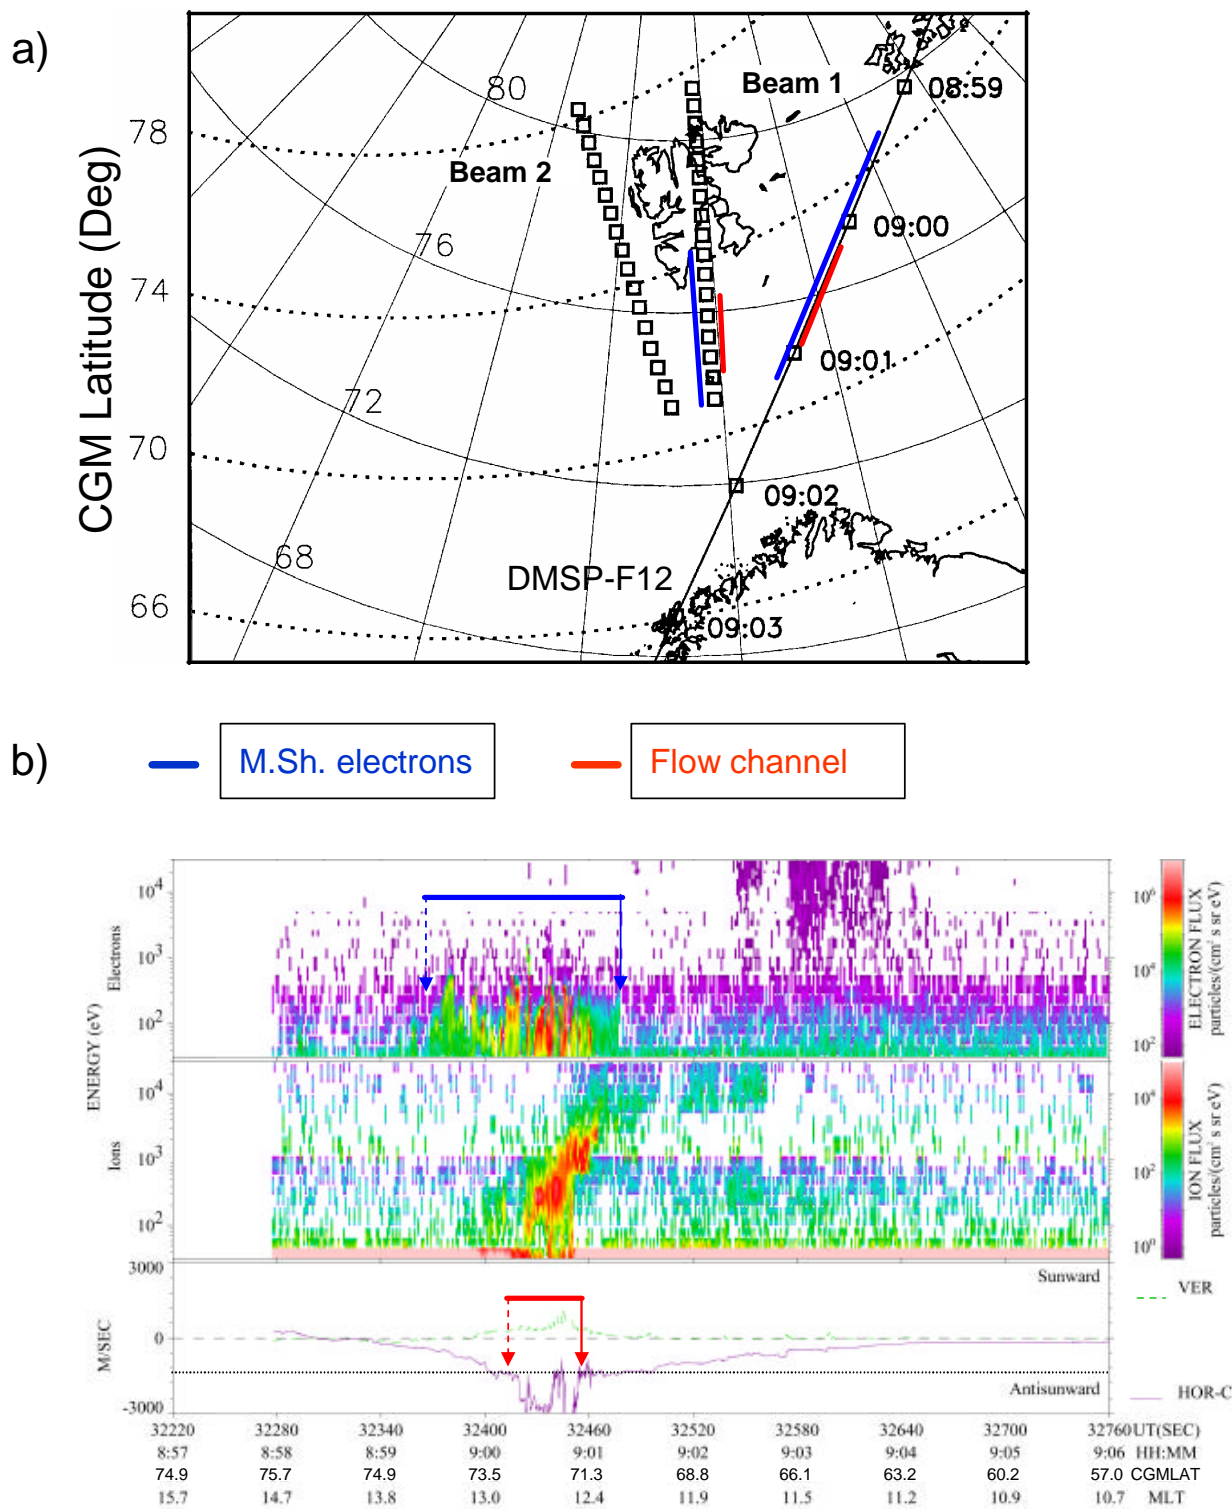 a)
CGM Latitude (Deg)
78
74
70
66
80
76
72
68
Beam 1
Beam 2
08:59
09:00
09:01
09:02
09:03
DMSP-F12
b)
M.Sh. electrons
Flow channel
ENERGY (eV)
Electrons
10⁴
10³
10²
Ions
10⁴
10³
10²
10⁶
10⁴
10²
ELECTRON FLUX
particles/(cm² s sr eV)
10⁴
10²
10⁰
ION FLUX
particles/(cm² s sr eV)
M/SEC
3000
0
-3000
Sunward
Antisunward
VER
HOR-C
32220 32280 32340 32400 32460 32520 32580 32640 32700 32760 UT(SEC)
8:57 8:58 8:59 9:00 9:01 9:02 9:03 9:04 9:05 9:06 HH:MM
74.9 75.7 74.9 73.5 71.3 68.8 66.1 63.2 60.2 57.0 CGMLAT
15.7 14.7 13.8 13.0 12.4 11.9 11.5 11.2 10.9 10.7 MLT